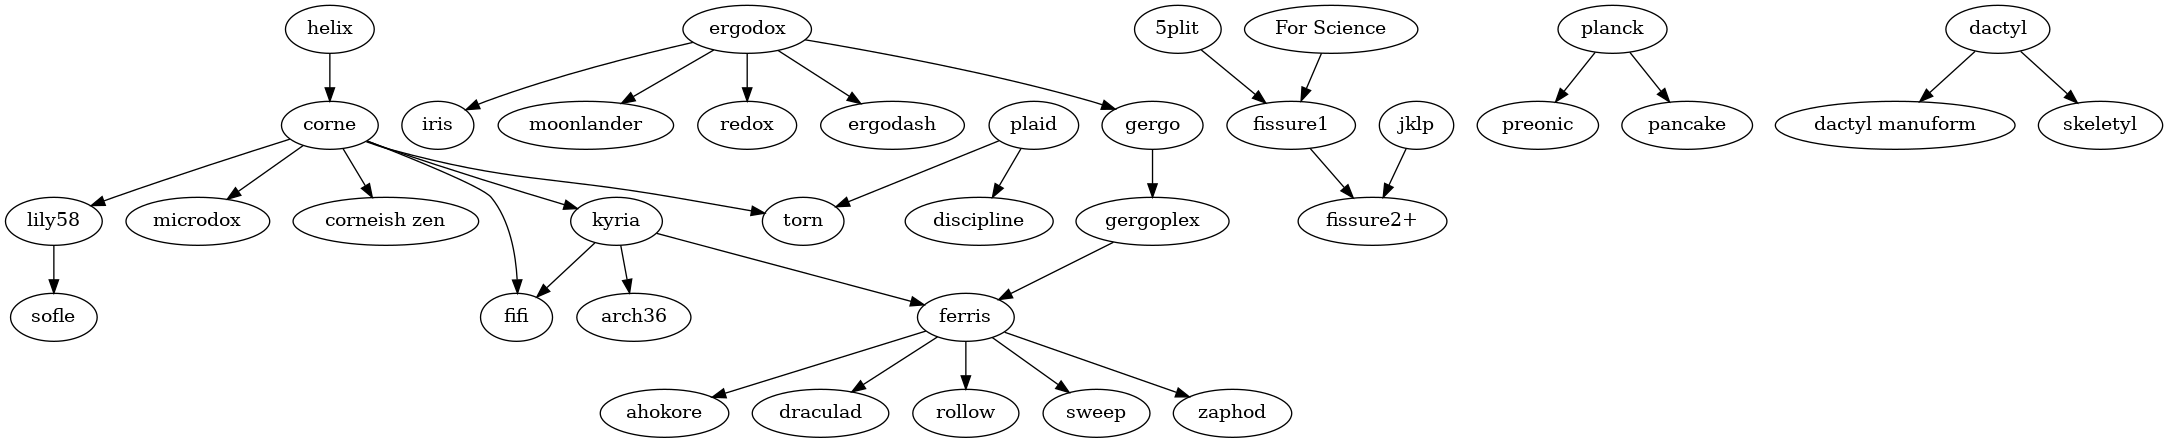 helix
ergodox
5plit
For Science
planck
dactyl
corne
iris
moonlander
redox
ergodash
plaid
gergo
fissure1
jklp
preonic
pancake
dactyl manuform
skeletyl
lily58
microdox
corneish zen
kyria
torn
discipline
gergoplex
fissure2+
sofle
fifi
arch36
ferris
ahokore
draculad
rollow
sweep
zaphod